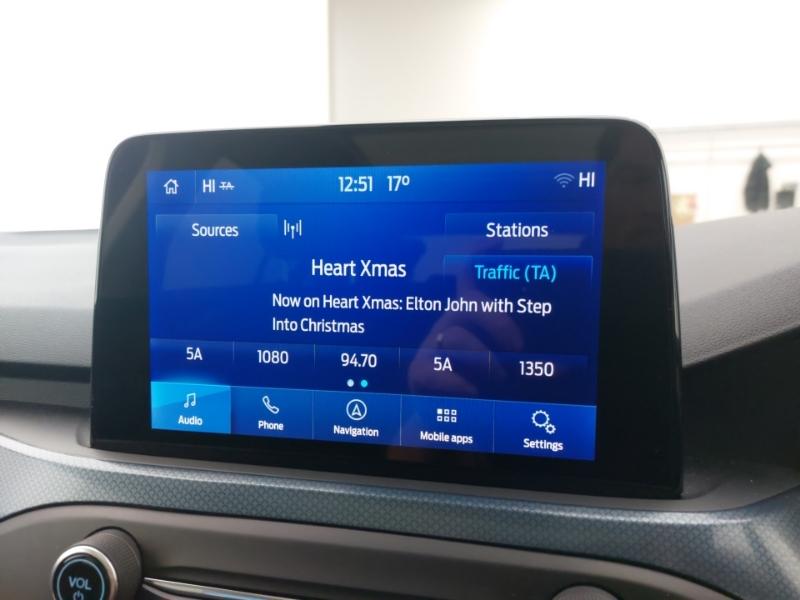 HI TA 12:51 17° HI
Sources Stations
Heart Xmas Traffic (TA)
Now on Heart Xmas: Elton John with Step
Into Christmas
5A 1080 94.70 5A 1350
Audio Phone Navigation Mobile apps Settings
VOL